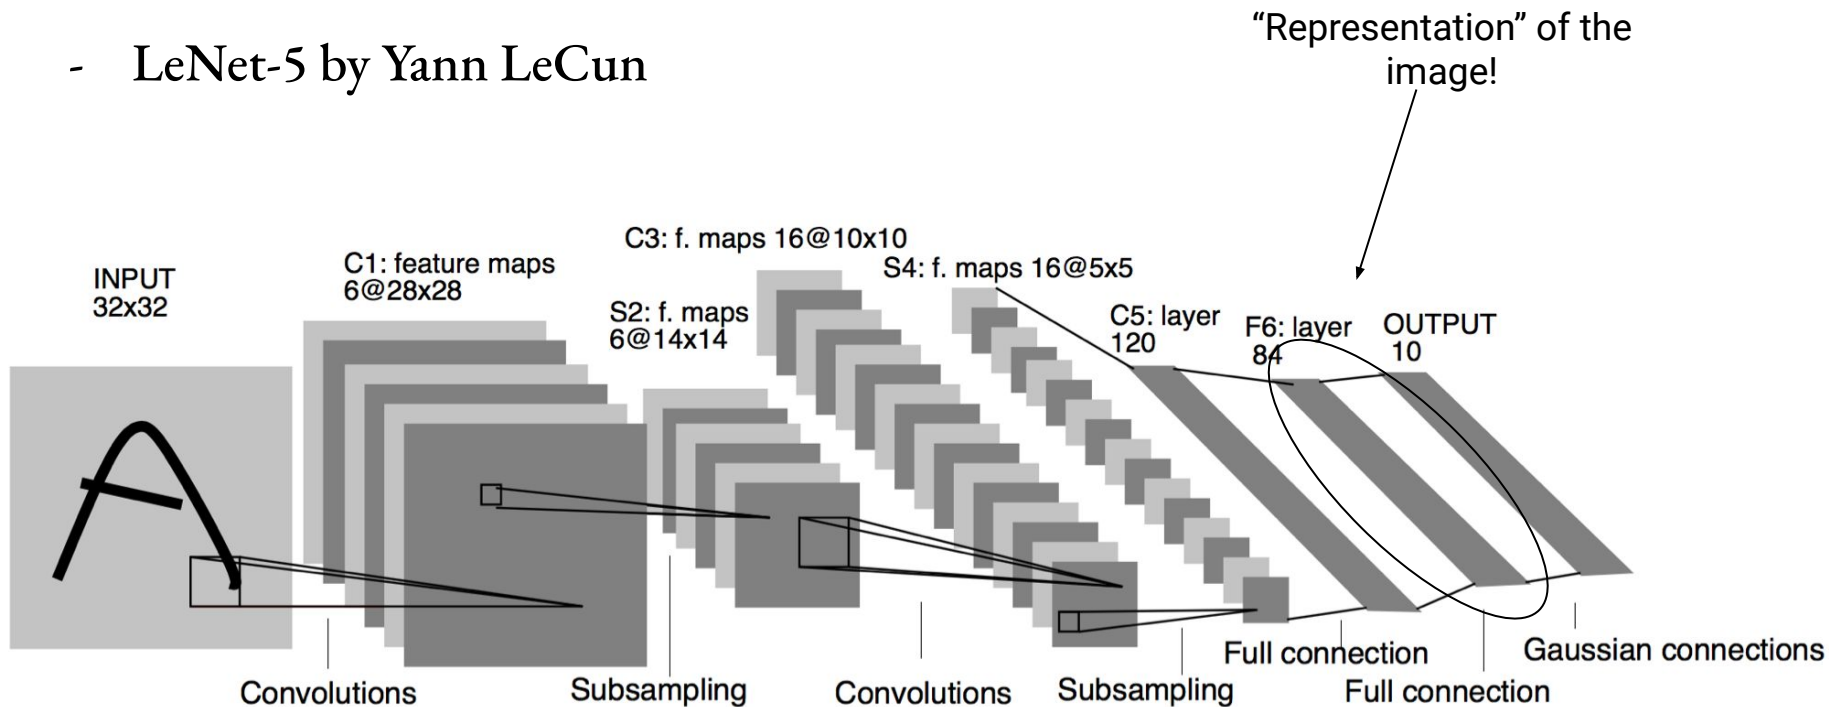 - LeNet-5 by Yann LeCun
“Representation” of the
image!
INPUT
32x32
C1: feature maps
6@28x28
S2: f. maps
6@14x14
C3: f. maps 16@10x10
S4: f. maps 16@5x5
C5: layer
120
F6: layer
84
OUTPUT
10
Convolutions
Subsampling
Convolutions
Subsampling
Full connection
Full connection
Gaussian connections